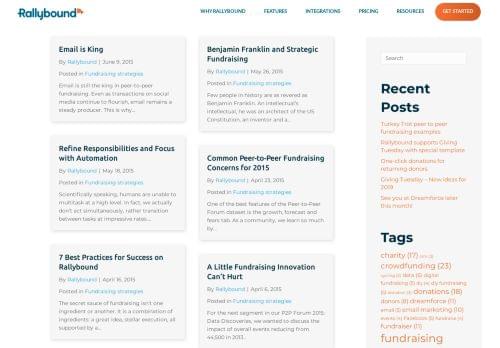 Rallybound
WHY RALLYBOUND
FEATURES
INTEGRATIONS
PRICING
RESOURCES
GET STARTED
Email is King
By Rallybound | June 9, 2015
Posted in Fundraising strategies
Email is still the king in peer-to-peer
fundraising. Even as transactions on social
media continue to flourish, email remains a
steady producer. This is why...
Refine Responsibilities and Focus
with Automation
By Rallybound | May 18, 2015
Posted in Fundraising strategies
Scientifically speaking, humans are unable to
multitask at a high level. In fact, we actually
don't act simultaneously, rather transition
between tasks at impressive rates...
7 Best Practices for Success on
Rallybound
By Rallybound | April 16, 2015
Posted in Fundraising strategies
The secret sauce of fundraising isn't one
ingredient or another. It is a combination of
ingredients: a great idea, stellar execution, all
supported by a...
Benjamin Franklin and Strategic
Fundraising
By Rallybound | May 26, 2015
Posted in Fundraising strategies
Few people in history are as revered as
Benjamin Franklin. An intellectual's
intellectual, he was an architect of the US
Constitution, an inventor and a...
Common Peer-to-Peer Fundraising
Concerns for 2015
By Rallybound | April 23, 2015
Posted in Fundraising strategies
One of the best features of the Peer-to-Peer
Forum dataset is the growth, forecast and
fears tab. As a community, we learn so much
by...
A Little Fundraising Innovation
Can't Hurt
By Rallybound | April 6, 2015
Posted in Fundraising strategies
For the next segment in our P2P Forum 2015:
Data Discoveries, we wanted to discuss the
impact of overall events reducing from
44,500 in 2013...
Search
Recent
Posts
Turkey Trot peer to peer
fundraising examples
Rallybound supports Giving
Tuesday with special template
One-click donations for
returning donors
Giving Tuesday – New ideas for
2019
See you at Dreamforce later
this month!
Tags
charity (17)
crowdfunding (23)
cycling data (5) digital
fundraising (5) diy (4) diy fundraising
(5) donation donations (18)
donors (8) dreamforce (11)
email (5) email marketing (10)
events (4) Facebook (5) fundraise (4)
fundraiser (11)
fundraising